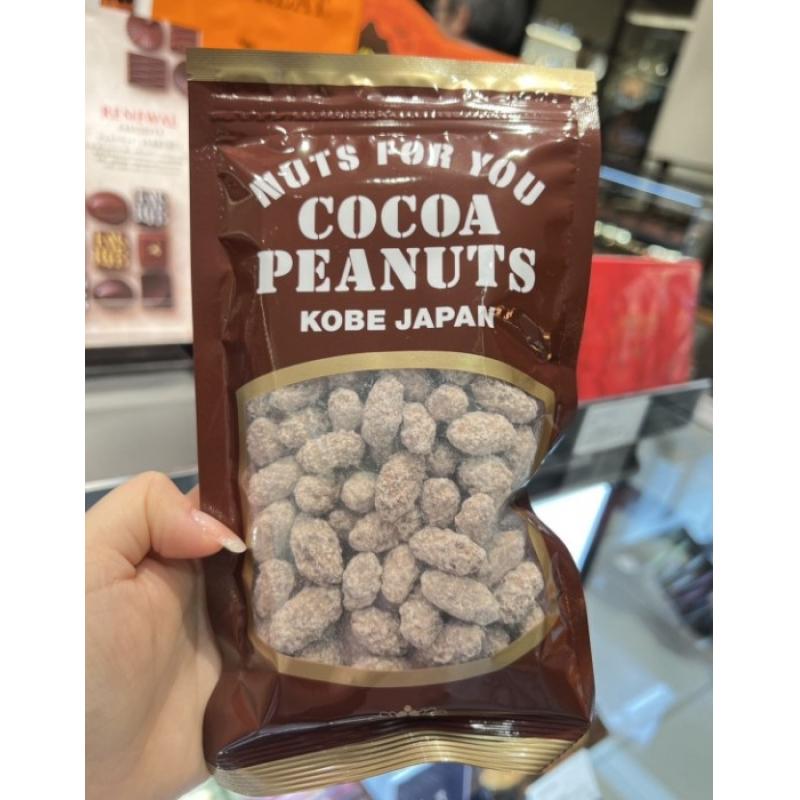 NUTS FOR YOU
COCOA
PEANUTS
KOBE JAPAN
RENEWAL